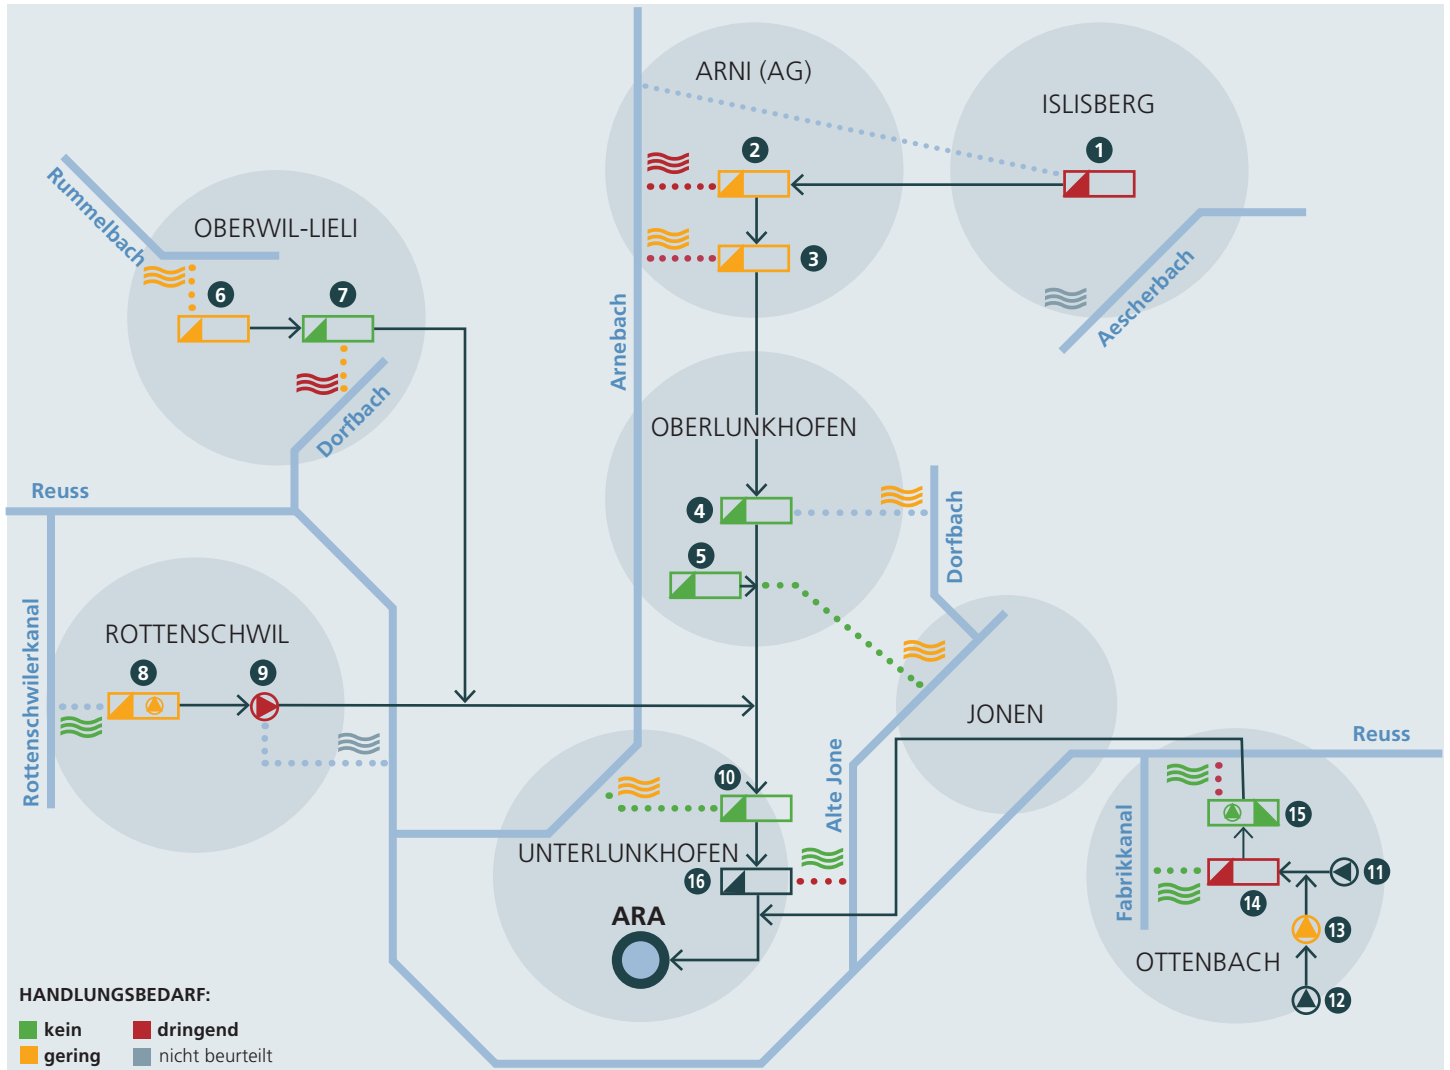 ARNI (AG)
ISLISBERG
2
1
Rummelbach
OBERWIL-LIELI
3
6
7
Aescherbach
Arnebach
Dorfbach
OBERLUNKHOFEN
Reuss
4
Dorfbach
5
Rottenschwilerkanal
ROTTENSCHWIL
8
9
JONEN
Reuss
10
Alte Jone
15
UNTERLUNKHOFEN
16
Fabrikkanal
11
14
ARA
13
OTTENBACH
12
HANDLUNGSBEDARF:
kein
dringend
gering
nicht beurteilt